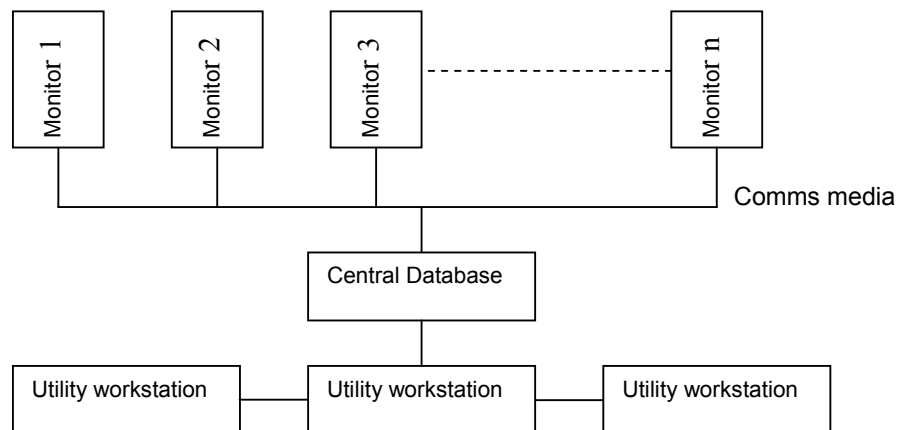 Monitor 1
Monitor 2
Monitor 3
Monitor n
Comms media
Central Database
Utility workstation
Utility workstation
Utility workstation